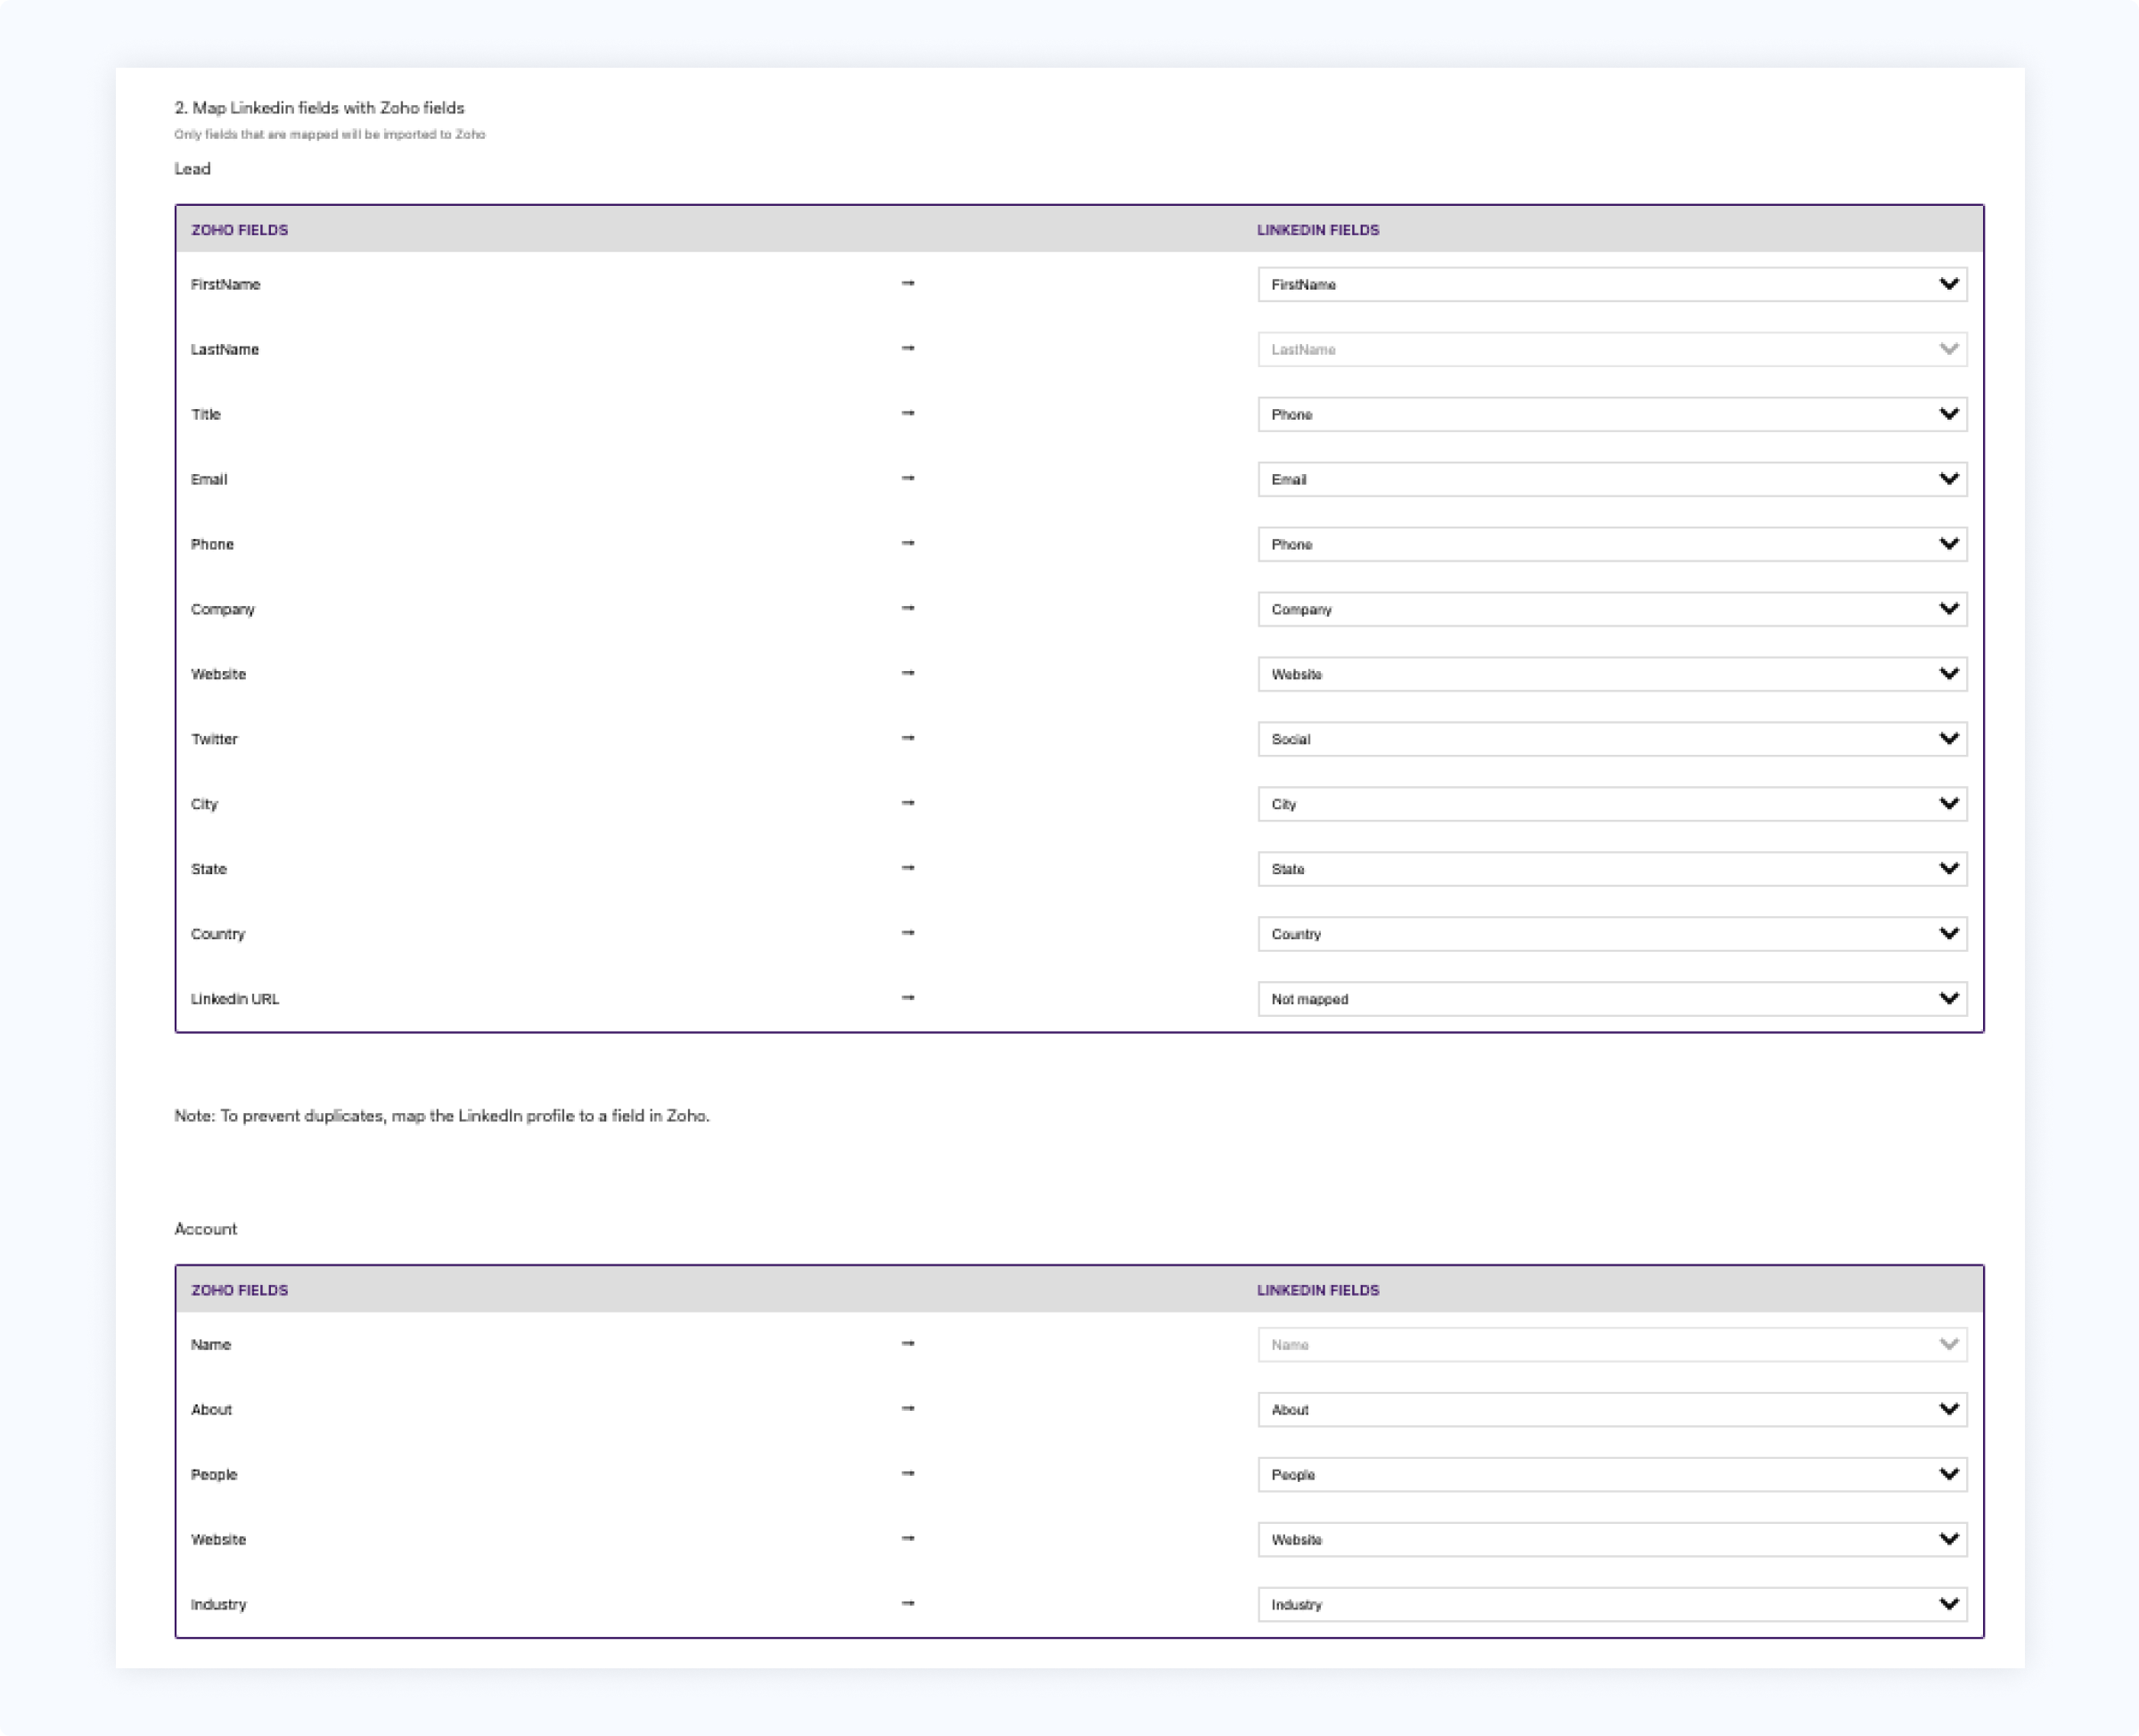 2. Map Linkedin fields with Zoho fields
Only fields that are mapped will be imported to Zoho
Lead
ZOHO FIELDS LINKEDIN FIELDS
FirstName → FirstName
LastName → LastName
Title → Phone
Email → Email
Phone → Phone
Company → Company
Website → Website
Twitter → Social
City → City
State → State
Country → Country
Linkedin URL → Not mapped
Note: To prevent duplicates, map the LinkedIn profile to a field in Zoho.
Account
ZOHO FIELDS LINKEDIN FIELDS
Name → Name
About → About
People → People
Website → Website
Industry → Industry